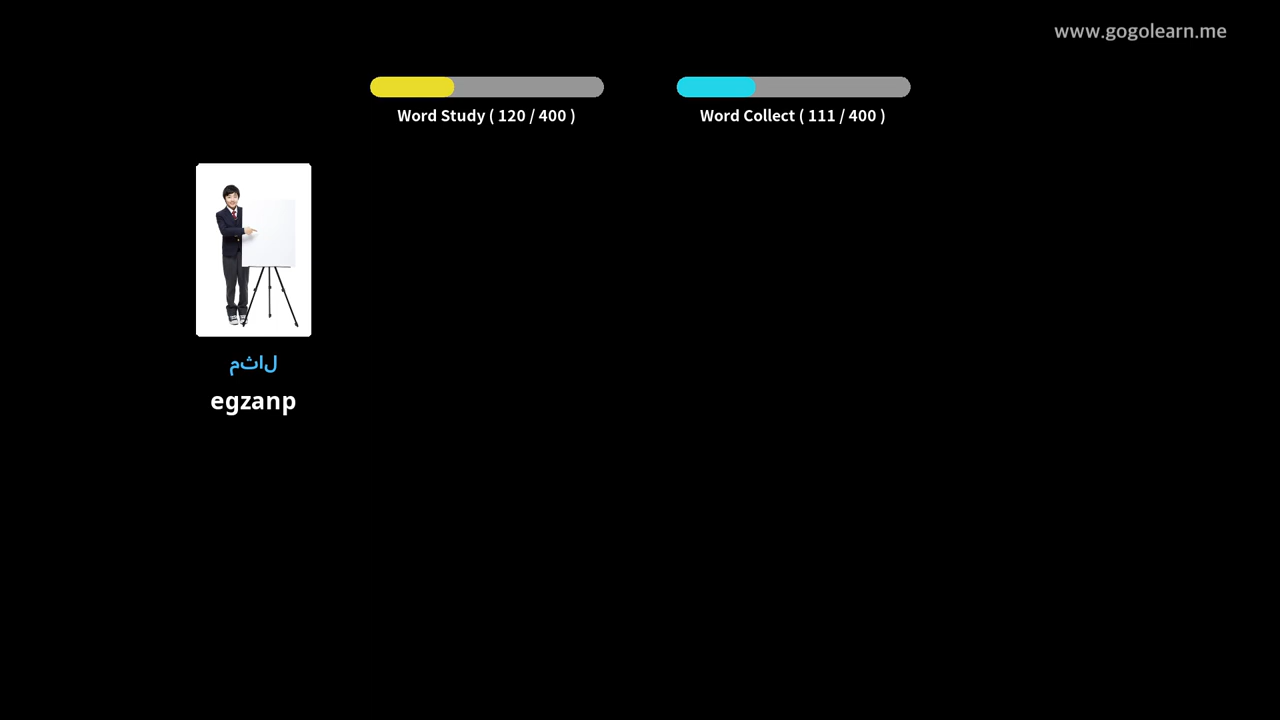 www.gogolearn.me
Word Study ( 120 / 400 )
Word Collect ( 111 / 400 )
مثال
egzanp